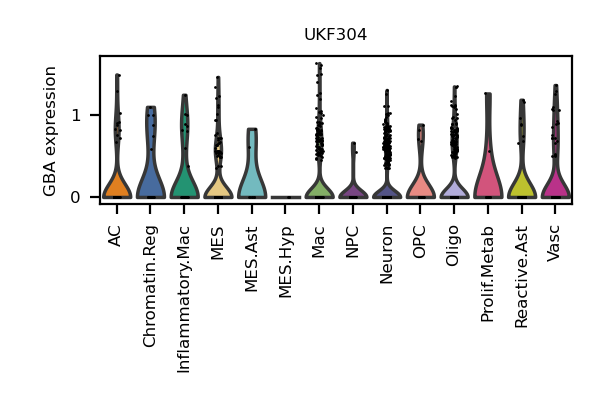 UKF304
GBA expression
1
0
AC
Chromatin.Reg
Inflammatory.Mac
MES
MES.Ast
MES.Hyp
Mac
NPC
Neuron
OPC
Oligo
Prolif.Metab
Reactive.Ast
Vasc